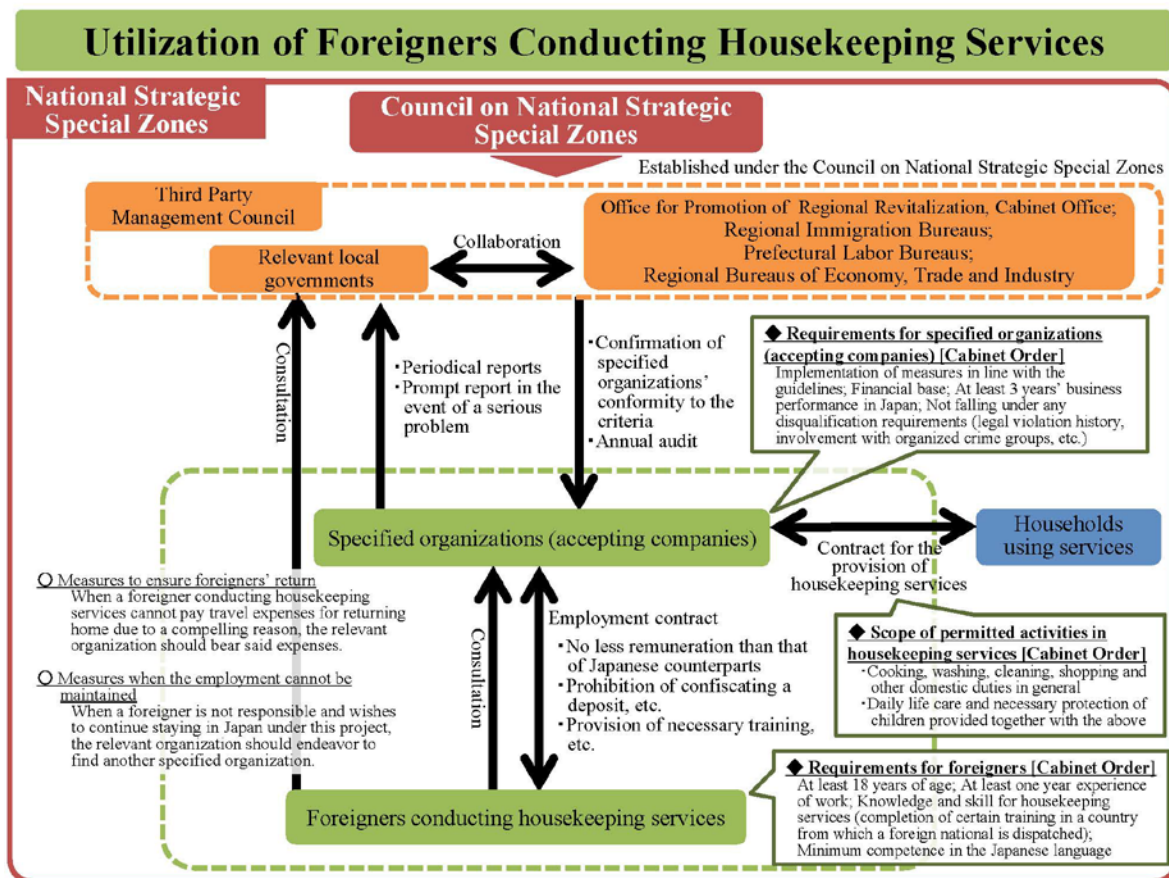 Utilization of Foreigners Conducting Housekeeping Services
National Strategic
Special Zones
Council on National Strategic
Special Zones
Established under the Council on National Strategic Special Zones
Third Party
Management Council
Relevant local
governments
Collaboration
Office for Promotion of Regional Revitalization, Cabinet Office;
Regional Immigration Bureaus;
Prefectural Labor Bureaus;
Regional Bureaus of Economy, Trade and Industry
Consultation
・Periodical reports
・Prompt report in the
event of a serious
problem
・Confirmation of
specified
organizations'
conformity to the
criteria
・Annual audit
◆ Requirements for specified organizations
(accepting companies) [Cabinet Order]
Implementation of measures in line with the
guidelines; Financial base; At least 3 years' business
performance in Japan; Not falling under any
disqualification requirements (legal violation history,
involvement with organized crime groups, etc.)
Specified organizations (accepting companies)
Households
using services
Contract for the
provision of
housekeeping services
○ Measures to ensure foreigners' return
When a foreigner conducting housekeeping
services cannot pay travel expenses for returning
home due to a compelling reason, the relevant
organization should bear said expenses.
○ Measures when the employment cannot be
maintained
When a foreigner is not responsible and wishes
to continue staying in Japan under this project,
the relevant organization should endeavor to
find another specified organization.
Consultation
Employment contract
・No less remuneration than that
of Japanese counterparts
・Prohibition of confiscating a
deposit, etc.
・Provision of necessary training,
etc.
◆ Scope of permitted activities in
housekeeping services [Cabinet Order]
・Cooking, washing, cleaning, shopping and
other domestic duties in general
・Daily life care and necessary protection of
children provided together with the above
Foreigners conducting housekeeping services
◆ Requirements for foreigners [Cabinet Order]
At least 18 years of age; At least one year experience
of work; Knowledge and skill for housekeeping
services (completion of certain training in a country
from which a foreign national is dispatched);
Minimum competence in the Japanese language